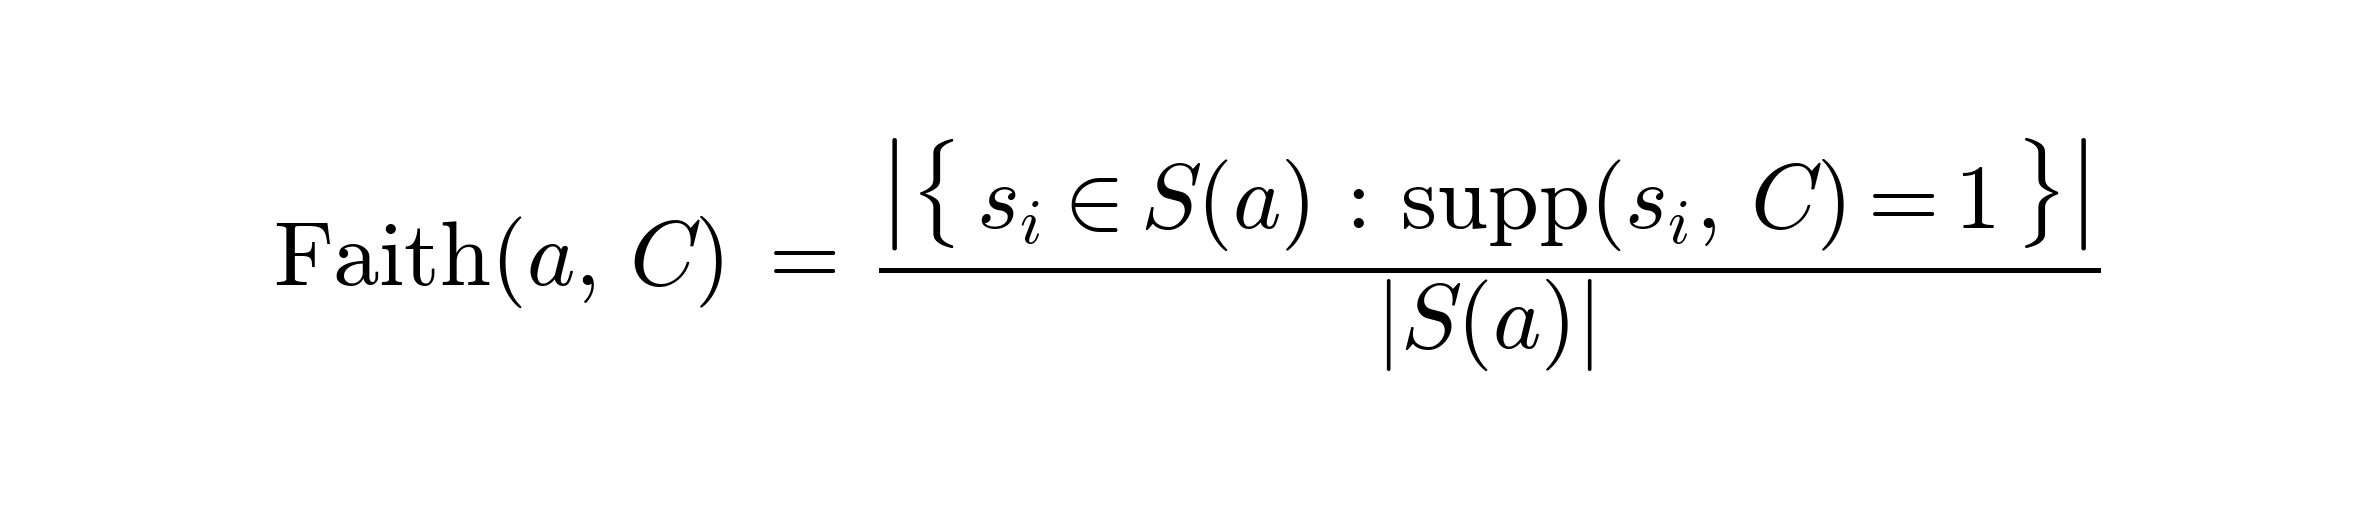 Faith(a, C) = |{ s_i ∈ S(a) : supp(s_i, C) = 1 }| / |S(a)|